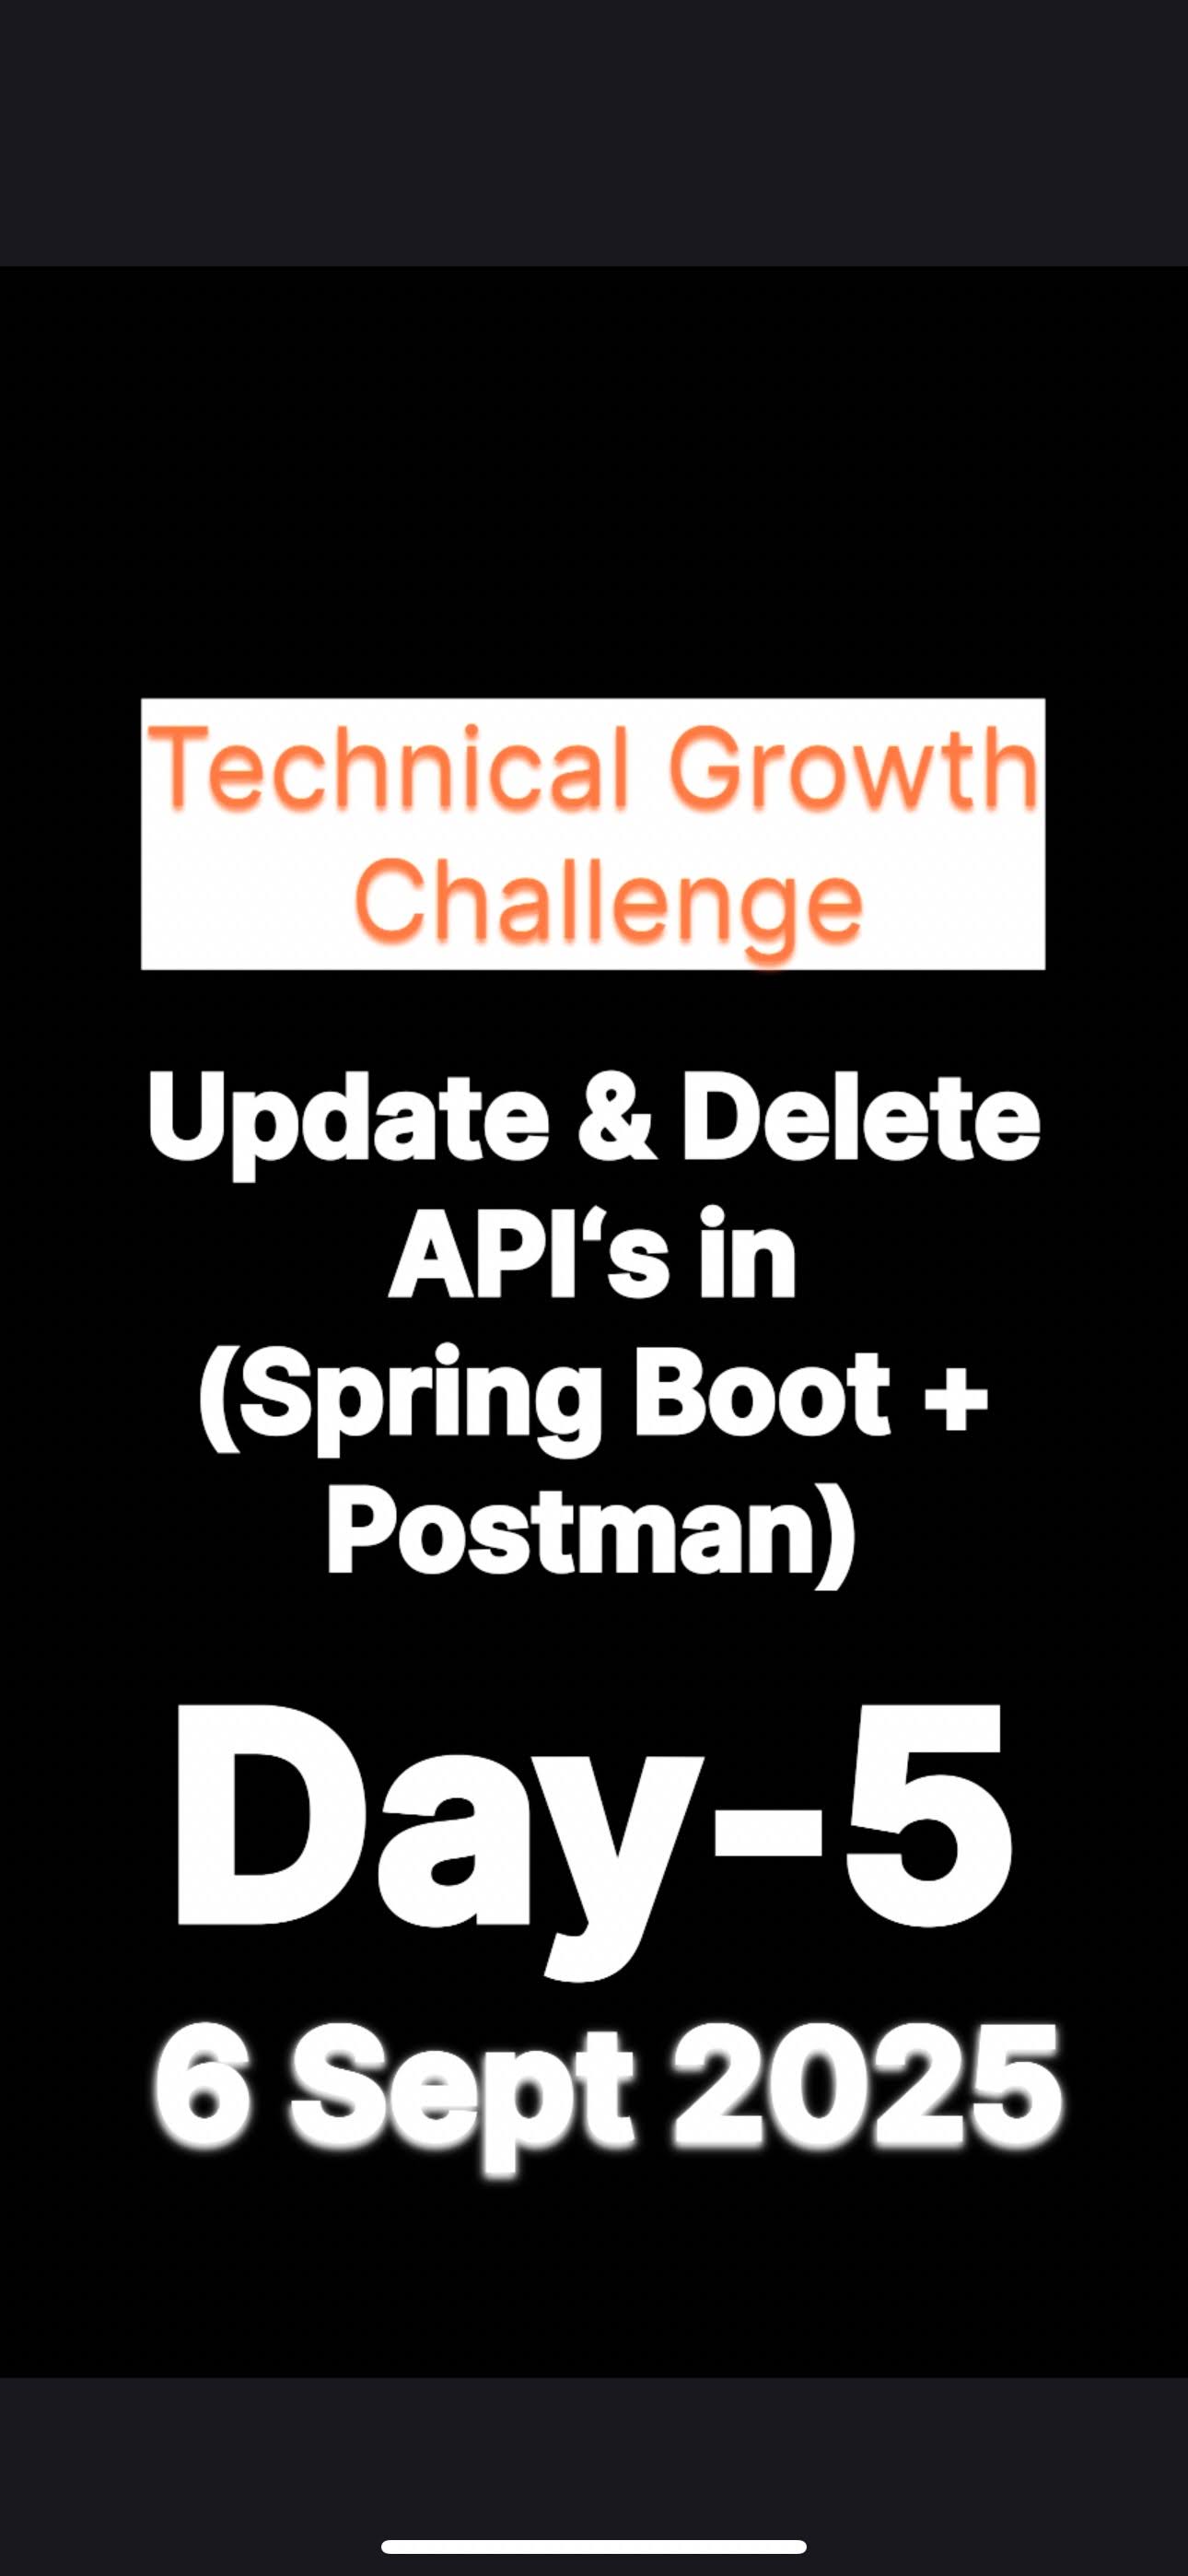 Technical Growth
Challenge
Update & Delete
API‘s in
(Spring Boot +
Postman)
Day-5
6 Sept 2025